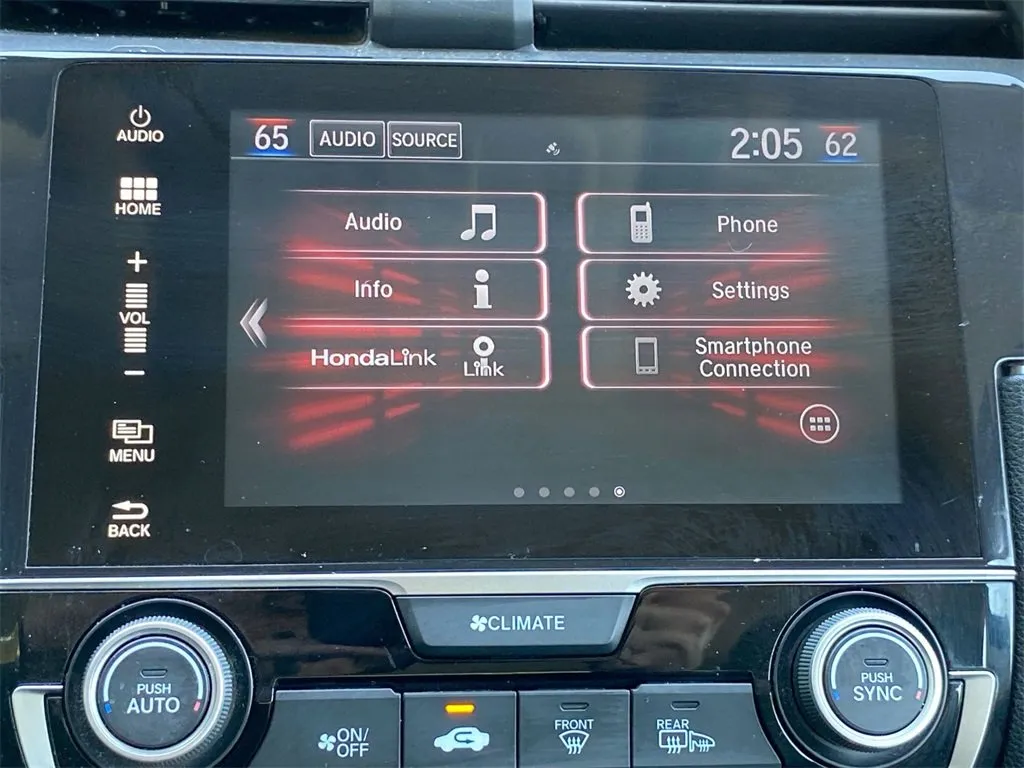 AUDIO
HOME
+
VOL
−
MENU
BACK
65 AUDIO SOURCE 2:05 62
Audio
Phone
Info
Settings
HondaLink Link
Smartphone
Connection
CLIMATE
PUSH
AUTO
ON/
OFF
FRONT
REAR
PUSH
SYNC